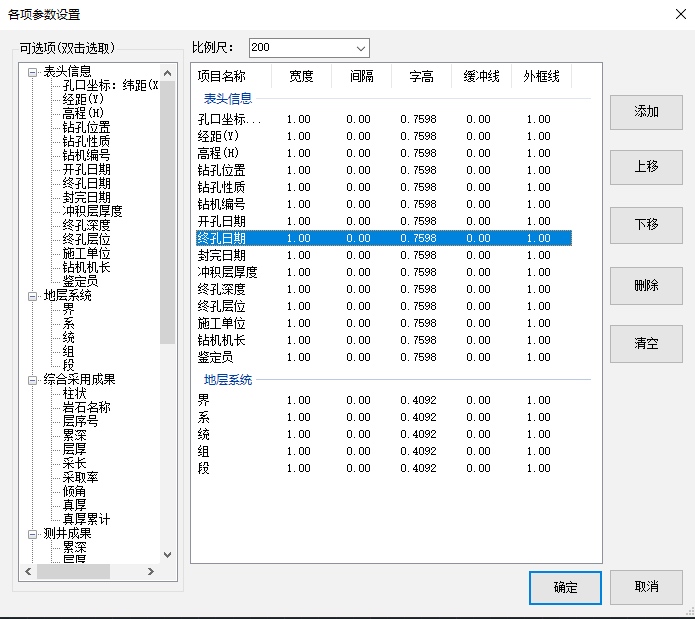 各项参数设置
可选项(双击选取)
表头信息
孔口坐标: 纬距(X
经距(Y)
高程(H)
钻孔位置
钻孔性质
钻机编号
开孔日期
终孔日期
封完日期
冲积层厚度
终孔深度
终孔层位
施工单位
钻机机长
鉴定员
地层系统
界
系
统
组
段
综合采用成果
柱状
岩石名称
层序号
累深
层厚
采长
采取率
倾角
真厚
真厚累计
测井成果
累深
层厚
比例尺: 200
项目名称 宽度 间隔 字高 缓冲线 外框线
表头信息
孔口坐标... 1.00 0.00 0.7598 0.00 1.00
经距(Y) 1.00 0.00 0.7598 0.00 1.00
高程(H) 1.00 0.00 0.7598 0.00 1.00
钻孔位置 1.00 0.00 0.7598 0.00 1.00
钻孔性质 1.00 0.00 0.7598 0.00 1.00
钻机编号 1.00 0.00 0.7598 0.00 1.00
开孔日期 1.00 0.00 0.7598 0.00 1.00
终孔日期 1.00 0.00 0.7598 0.00 1.00
封完日期 1.00 0.00 0.7598 0.00 1.00
冲积层厚度 1.00 0.00 0.7598 0.00 1.00
终孔深度 1.00 0.00 0.7598 0.00 1.00
终孔层位 1.00 0.00 0.7598 0.00 1.00
施工单位 1.00 0.00 0.7598 0.00 1.00
钻机机长 1.00 0.00 0.7598 0.00 1.00
鉴定员 1.00 0.00 0.7598 0.00 1.00
地层系统
界 1.00 0.00 0.4092 0.00 1.00
系 1.00 0.00 0.4092 0.00 1.00
统 1.00 0.00 0.4092 0.00 1.00
组 1.00 0.00 0.4092 0.00 1.00
段 1.00 0.00 0.4092 0.00 1.00
添加
上移
下移
删除
清空
确定
取消